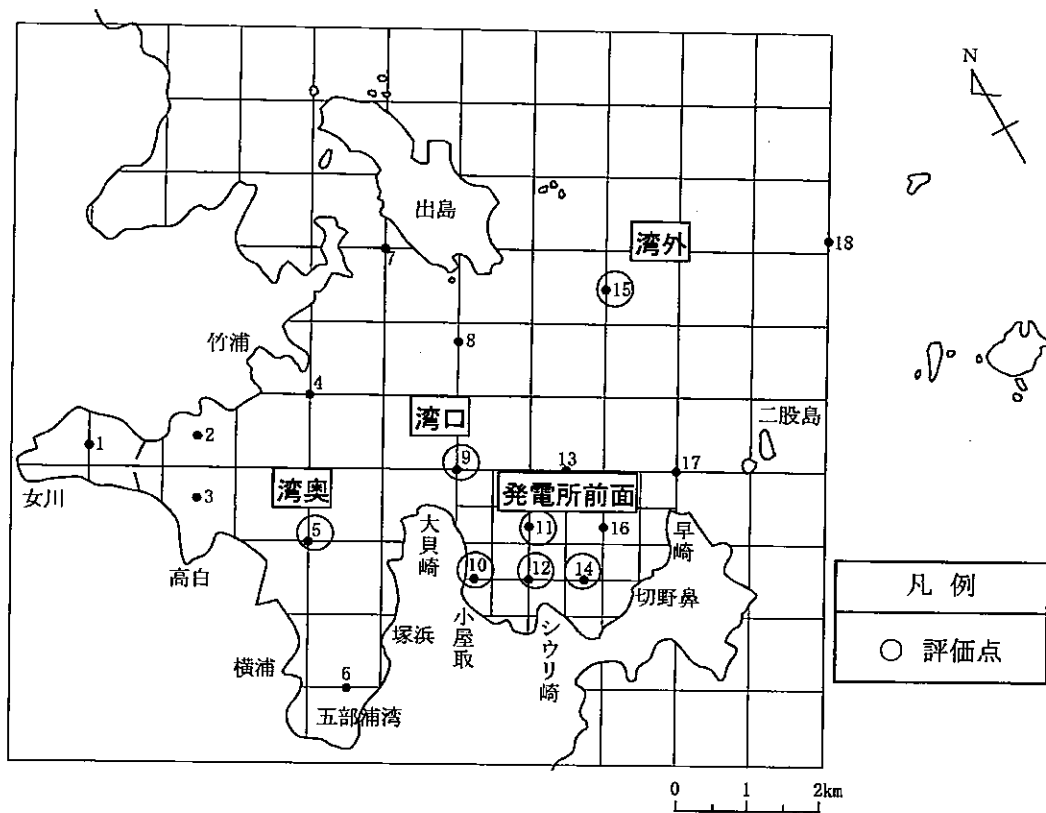 N
出島
湾外
18
7
15
竹浦
8
4
湾口
二股島
1
2
9
13
17
女川
3
湾奥
発電所前面
5
大貝崎
11
16
早崎
高白
10
12
14
切野鼻
凡例
小屋取
シウリ崎
塚浜
○ 評価点
横浦
6
五部浦湾
0 1 2km